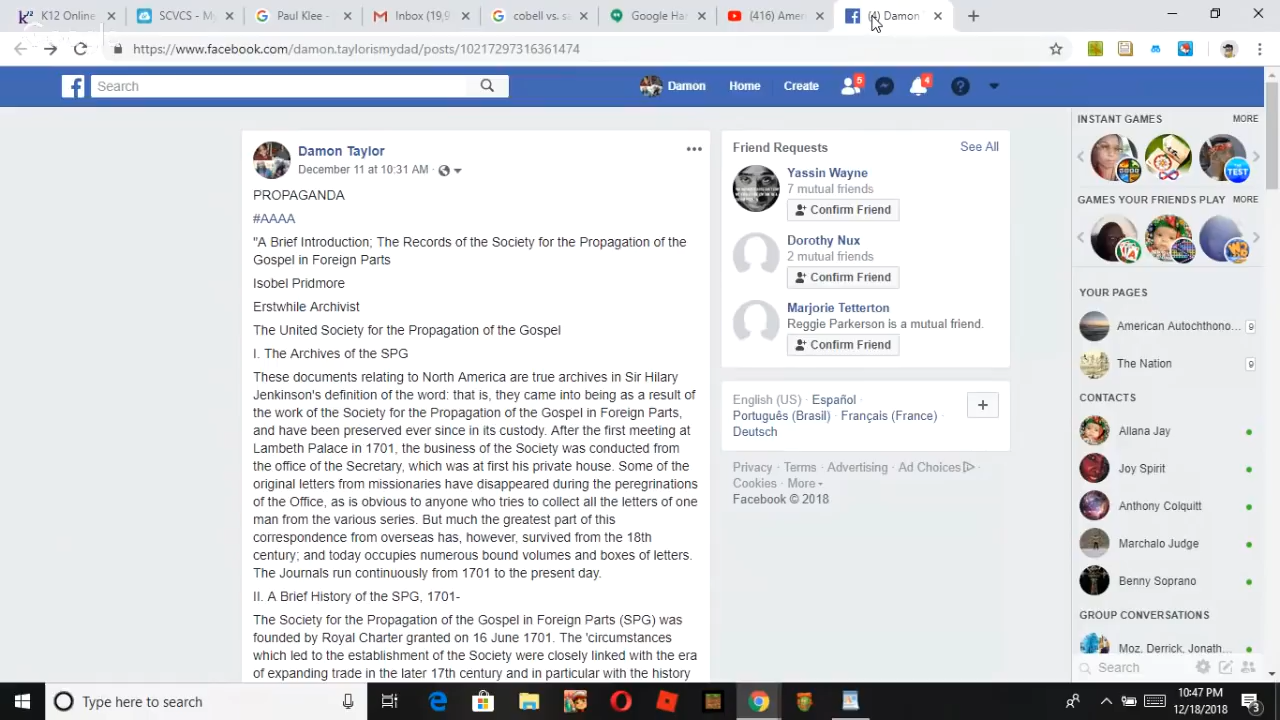 K12 Online
SCVCS - My
Paul Klee -
Inbox (19,9
cobell vs. sa
Google Han
(416) Amer
(4) Damon
https://www.facebook.com/damon.taylorismydad/posts/10217297316361474
Search
Damon
Home
Create
5
4
Damon Taylor
December 11 at 10:31 AM
PROPAGANDA
#AAAA
"A Brief Introduction; The Records of the Society for the Propagation of the
Gospel in Foreign Parts
Isobel Pridmore
Erstwhile Archivist
The United Society for the Propagation of the Gospel
I. The Archives of the SPG
These documents relating to North America are true archives in Sir Hilary
Jenkinson's definition of the word: that is, they came into being as a result of
the work of the Society for the Propagation of the Gospel in Foreign Parts,
and have been preserved ever since in its custody. After the first meeting at
Lambeth Palace in 1701, the business of the Society was conducted from
the office of the Secretary, which was at first his private house. Some of the
original letters from missionaries have disappeared during the peregrinations
of the Office, as is obvious to anyone who tries to collect all the letters of one
man from the various series. But much the greatest part of this
correspondence from overseas has, however, survived from the 18th
century; and today occupies numerous bound volumes and boxes of letters.
The Journals run continuously from 1701 to the present day.
II. A Brief History of the SPG, 1701-
The Society for the Propagation of the Gospel in Foreign Parts (SPG) was
founded by Royal Charter granted on 16 June 1701. The 'circumstances
which led to the establishment of the Society were closely linked with the era
of expanding trade in the later 17th century and in particular with the history
Friend Requests
See All
Yassin Wayne
7 mutual friends
Confirm Friend
Dorothy Nux
2 mutual friends
Confirm Friend
Marjorie Tetterton
Reggie Parkerson is a mutual friend.
Confirm Friend
English (US) · Español ·
Português (Brasil) · Français (France) ·
Deutsch
Privacy · Terms · Advertising · Ad Choices ·
Cookies · More
Facebook © 2018
INSTANT GAMES
MORE
THE TEST
GAMES YOUR FRIENDS PLAY
MORE
YOUR PAGES
American Autochthono...
9
The Nation
9
CONTACTS
Allana Jay
Joy Spirit
Anthony Colquitt
Marchalo Judge
Benny Soprano
GROUP CONVERSATIONS
Moz, Derrick, Jonath...
Search
Type here to search
10:47 PM
12/18/2018
3